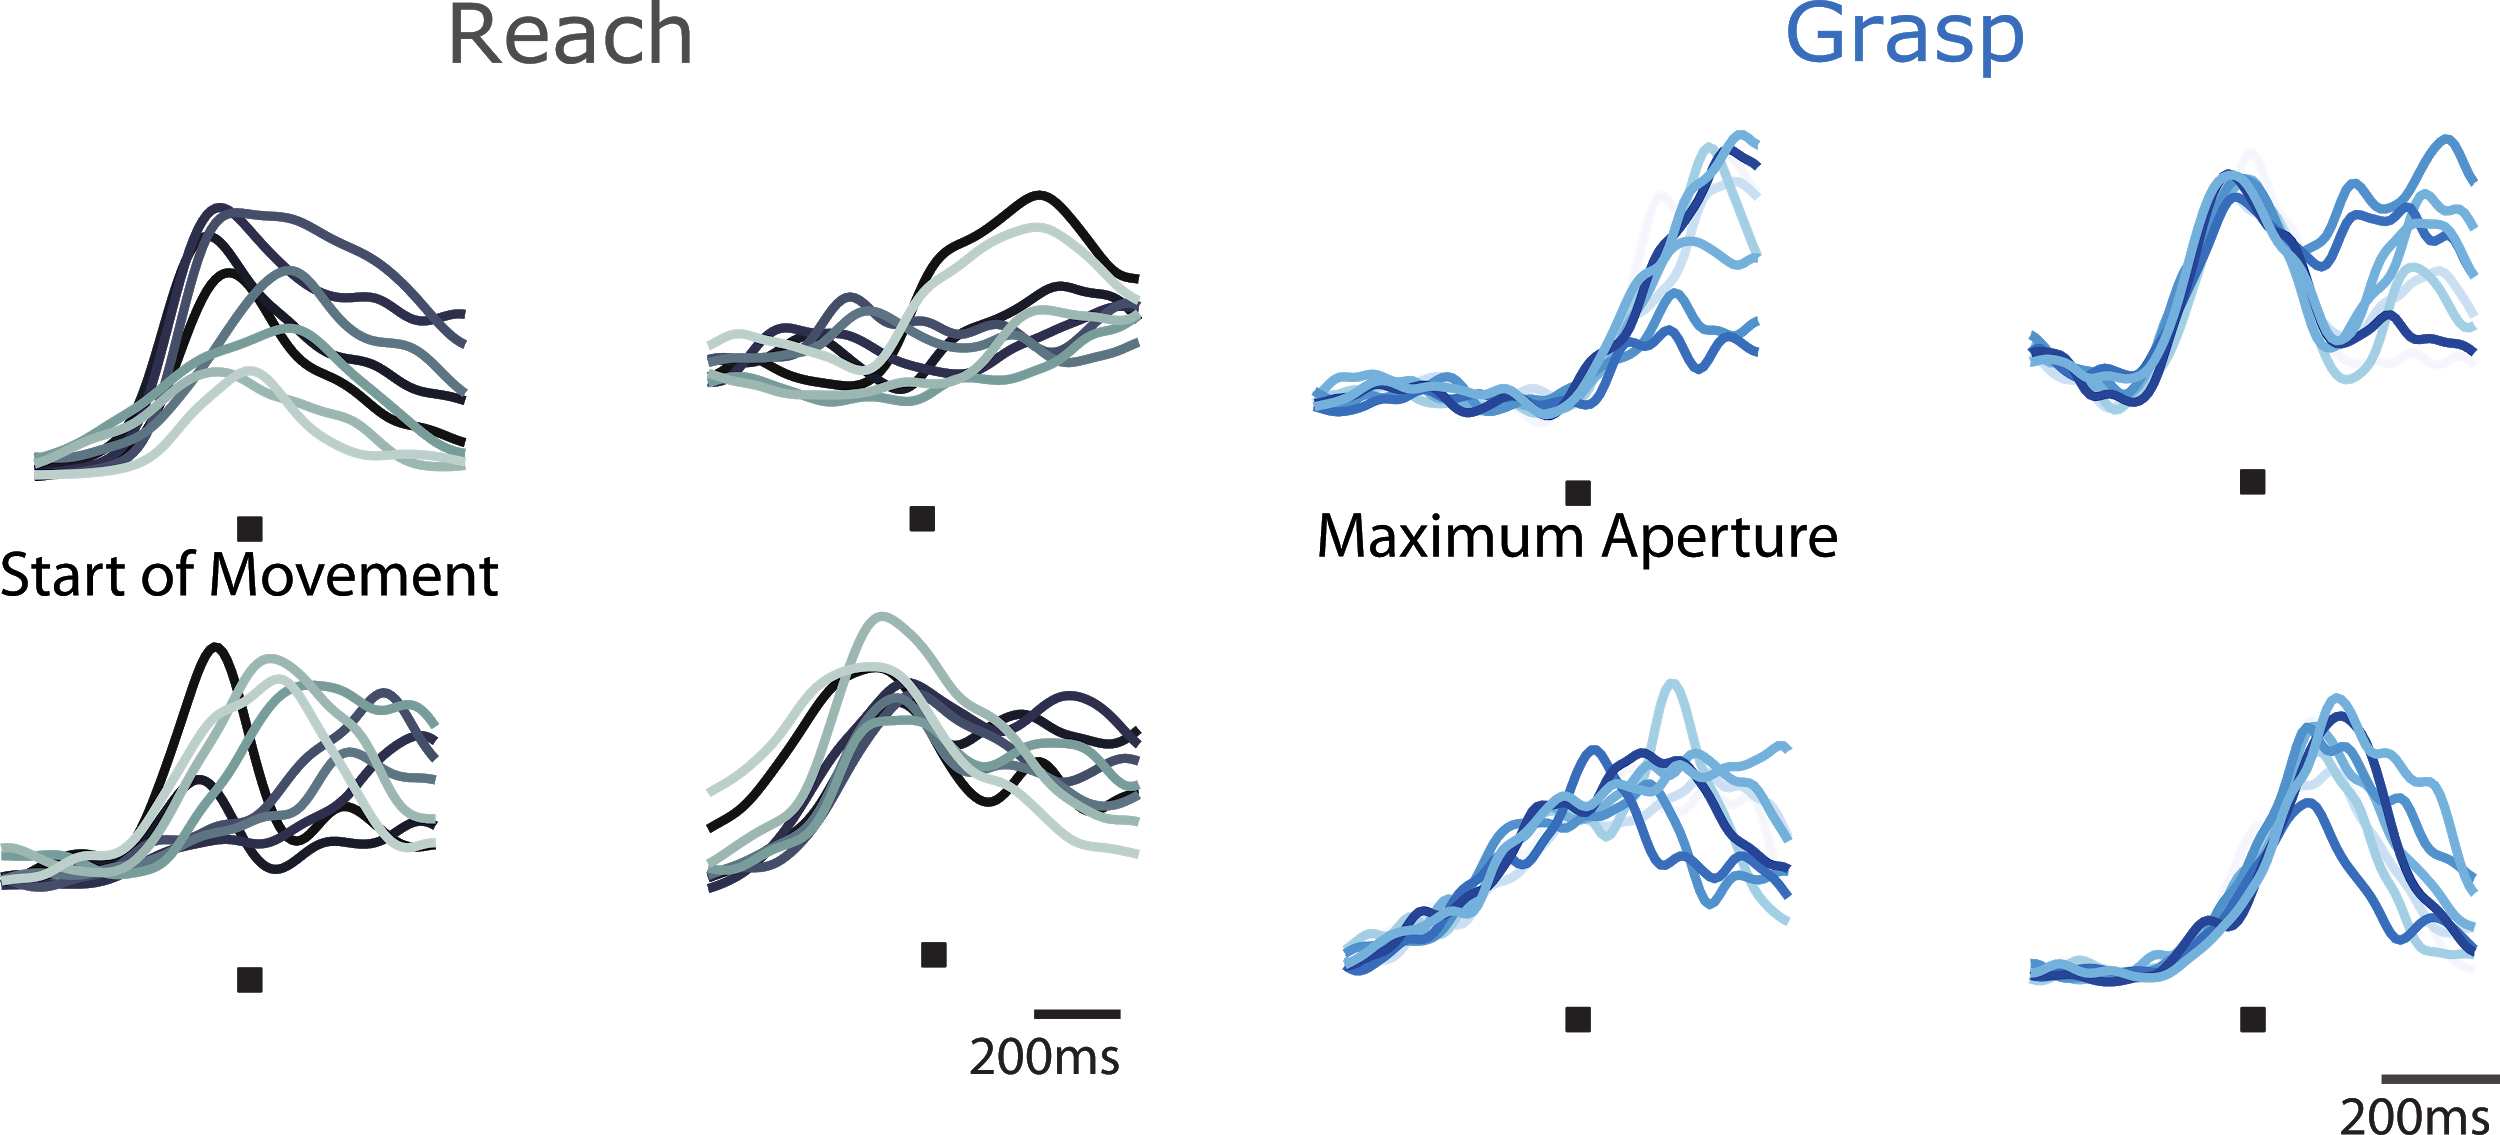 Reach
Grasp
Start of Movement
Maximum Aperture
200ms
200ms